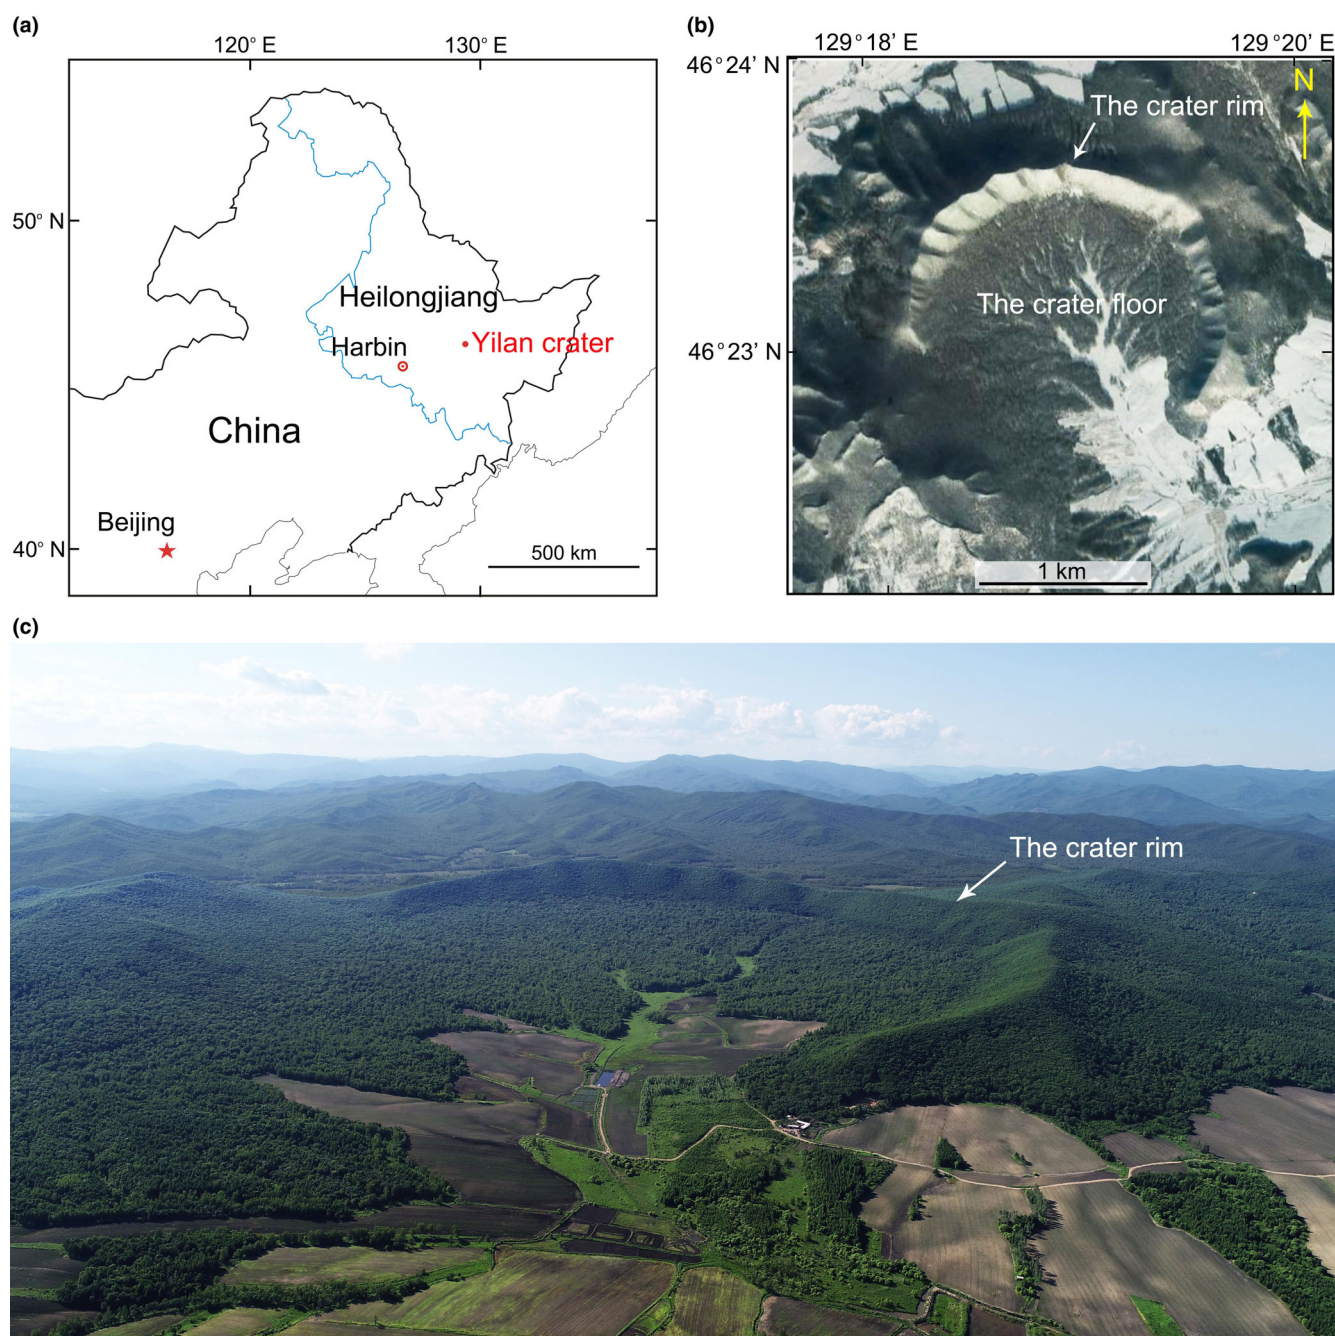 (a)
120° E
130° E
50° N
Heilongjiang
Harbin
Yilan crater
China
Beijing
40° N
500 km
(b)
129° 18' E
129° 20' E
46° 24' N
N
The crater rim
The crater floor
46° 23' N
1 km
(c)
The crater rim